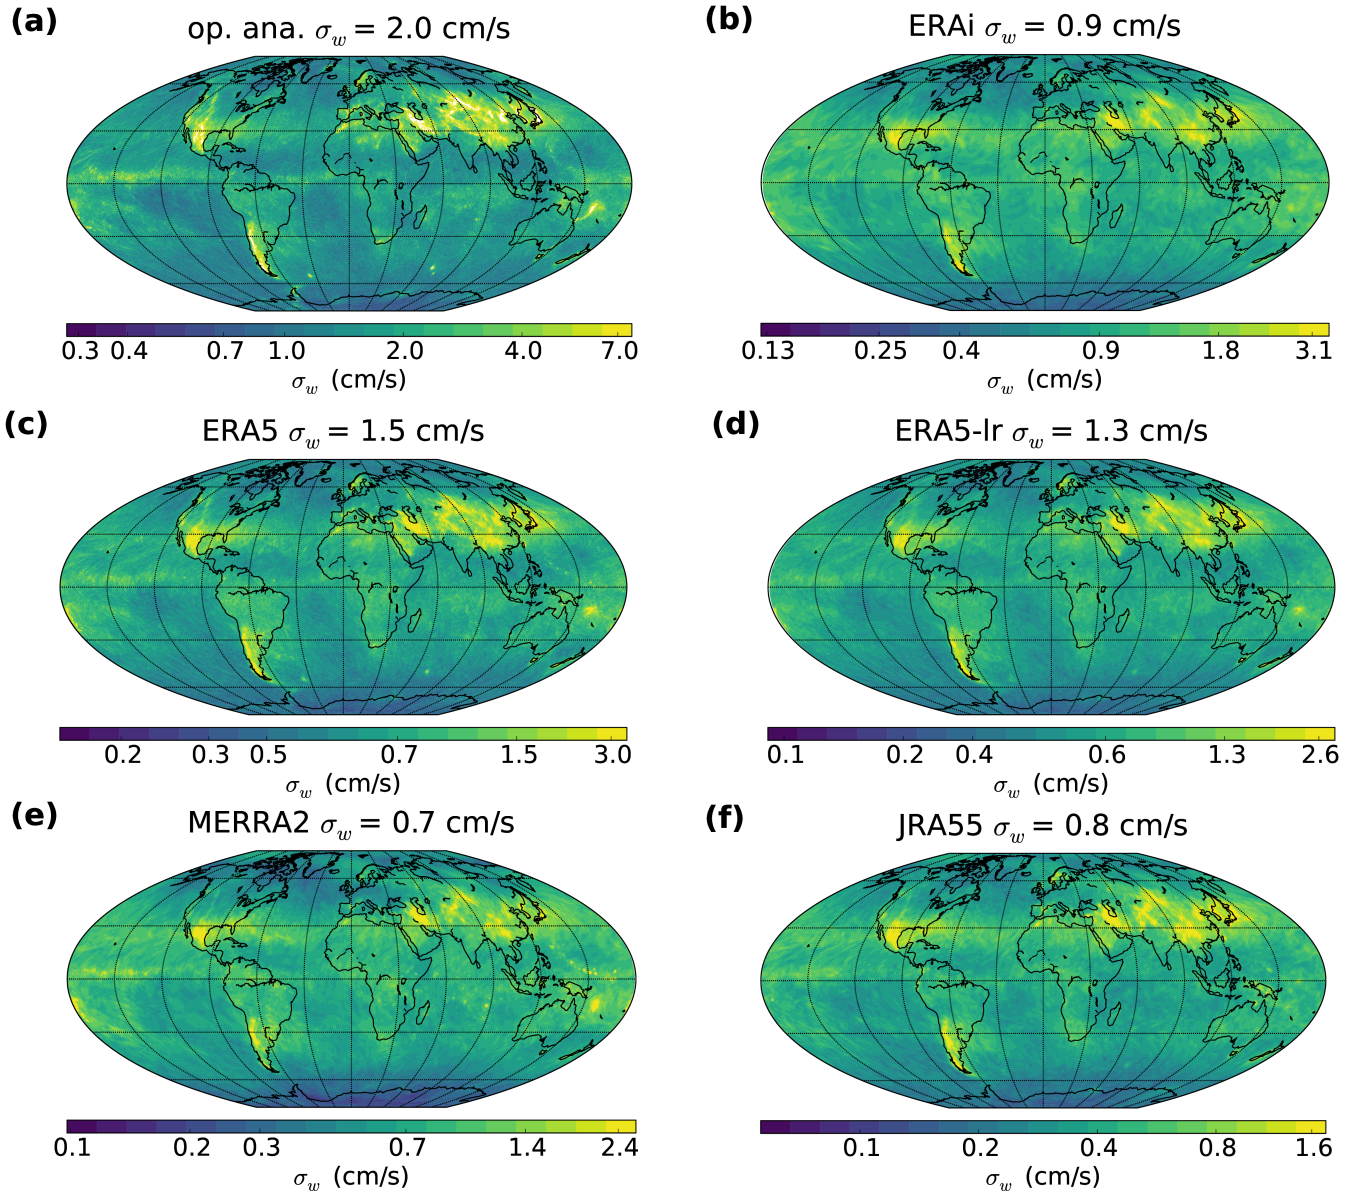 (a)
op. ana. σw = 2.0 cm/s
0.3 0.4 0.7 1.0 2.0 4.0 7.0
σw (cm/s)
(b)
ERAi σw = 0.9 cm/s
0.13 0.25 0.4 0.9 1.8 3.1
σw (cm/s)
(c)
ERA5 σw = 1.5 cm/s
0.2 0.3 0.5 0.7 1.5 3.0
σw (cm/s)
(d)
ERA5-lr σw = 1.3 cm/s
0.1 0.2 0.4 0.6 1.3 2.6
σw (cm/s)
(e)
MERRA2 σw = 0.7 cm/s
0.1 0.2 0.3 0.7 1.4 2.4
σw (cm/s)
(f)
JRA55 σw = 0.8 cm/s
0.1 0.2 0.4 0.8 1.6
σw (cm/s)